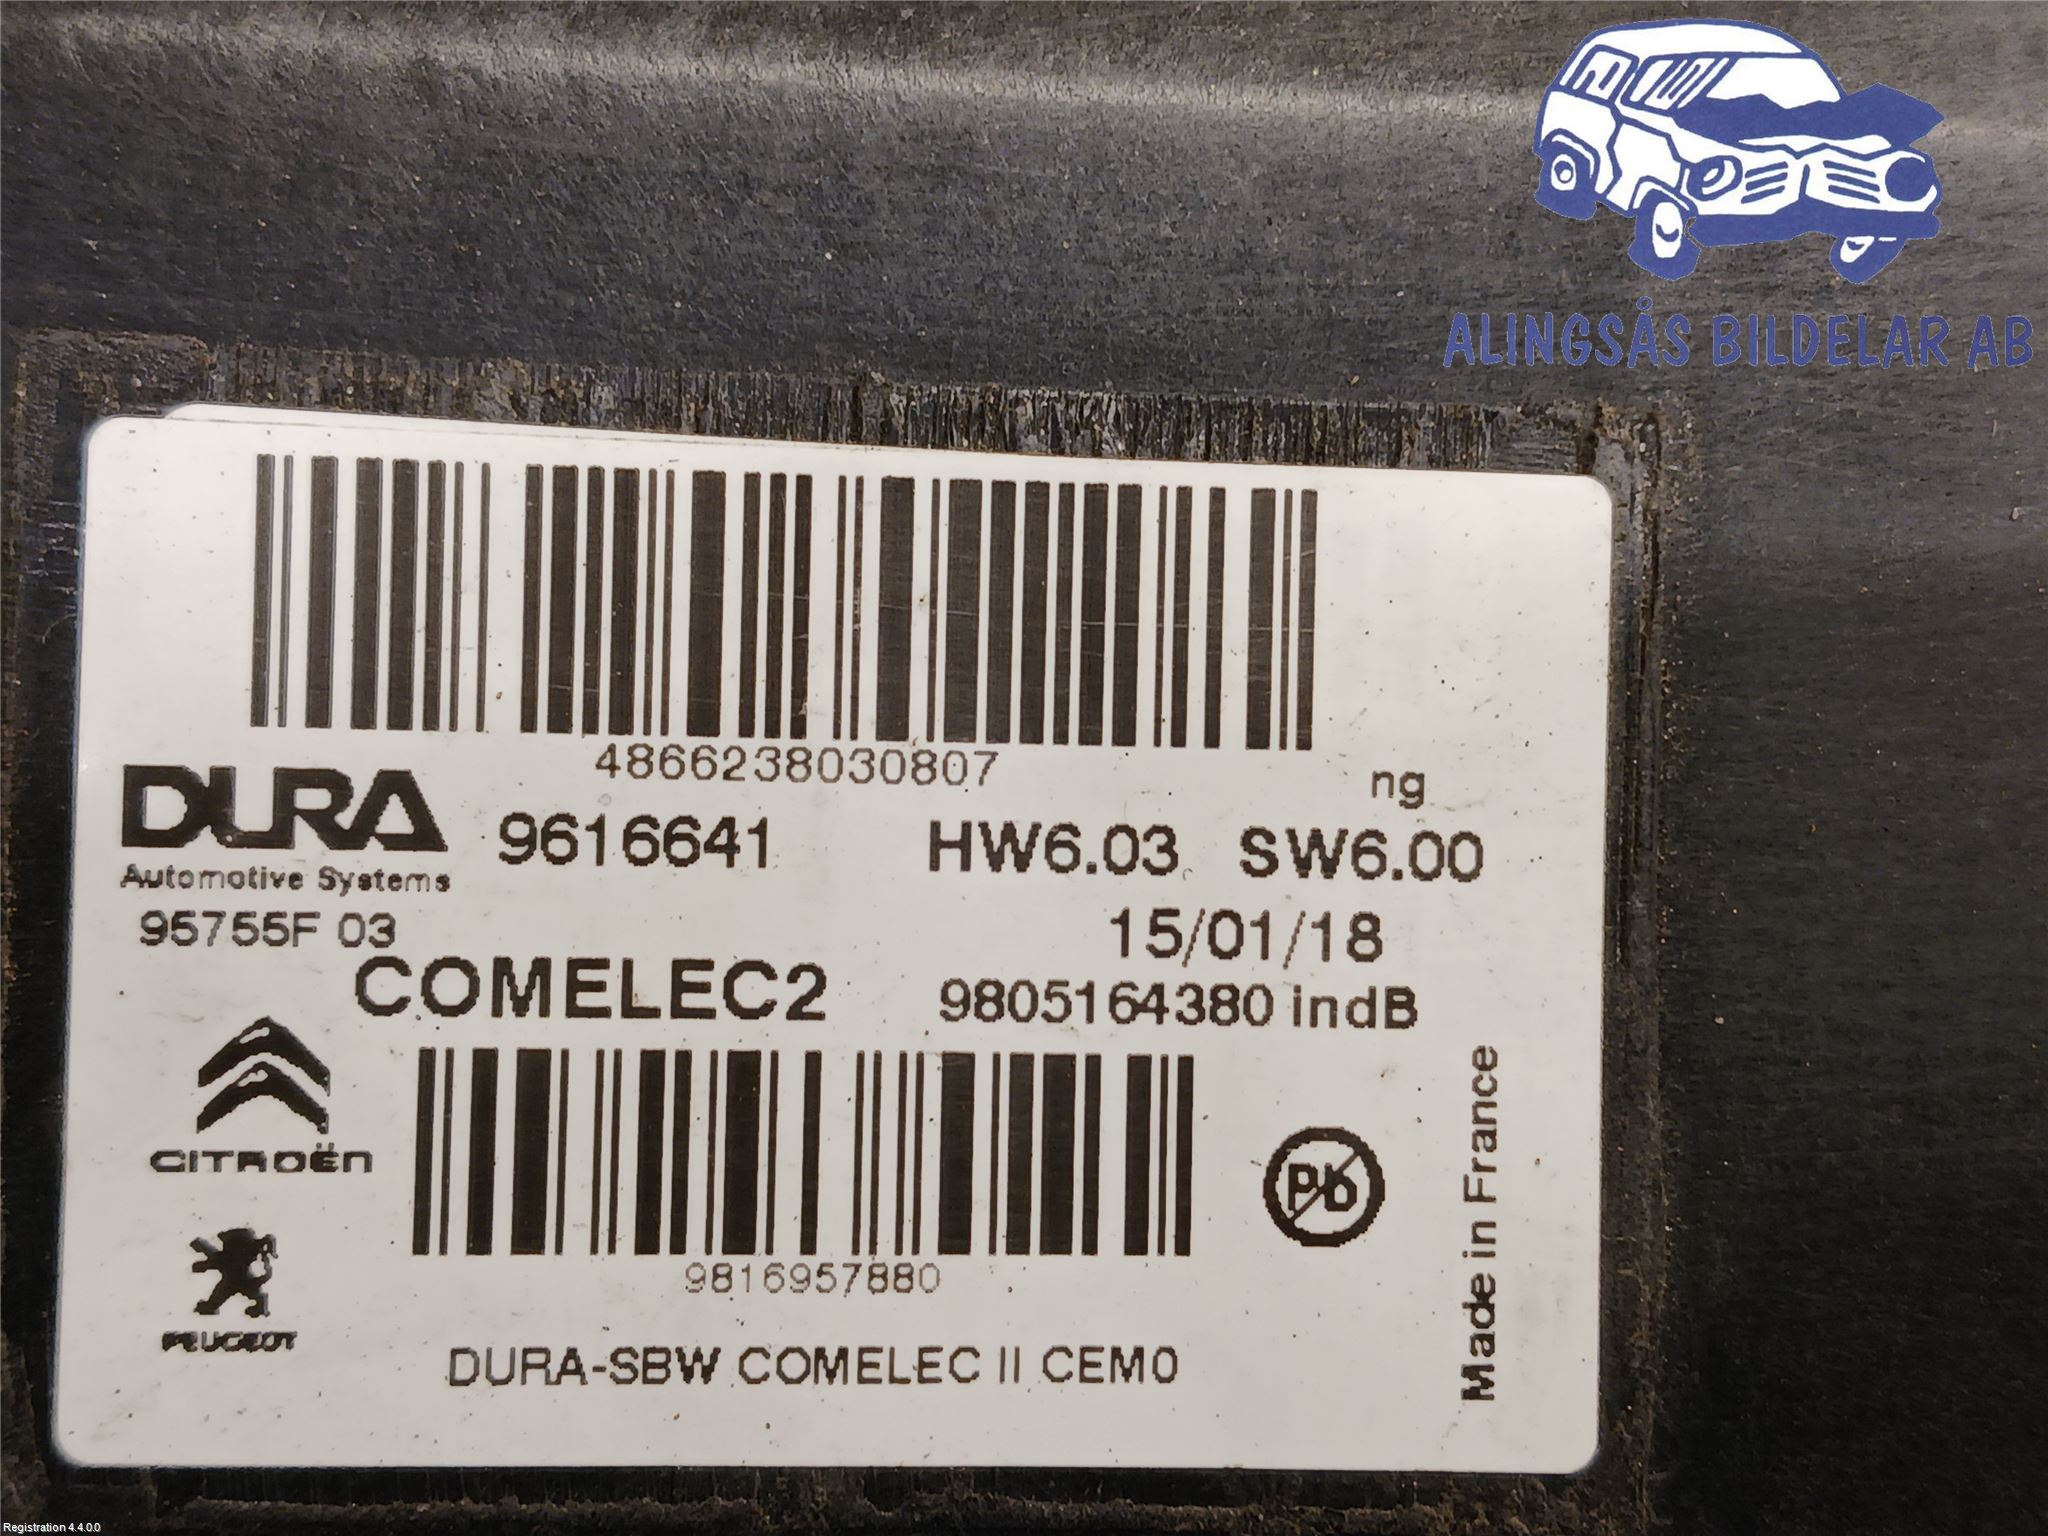 ALINGSÅS BILDELAR AB
4866238030807
ng
DURA
Automotive Systems
9616641 HW6.03 SW6.00
95755F 03
15/01/18
COMELEC2
9805164380 indB
CITROËN
Pb
Made in France
9816957880
PEUGEOT
DURA-SBW COMELEC II CEM0
Registration 4.4.0.0